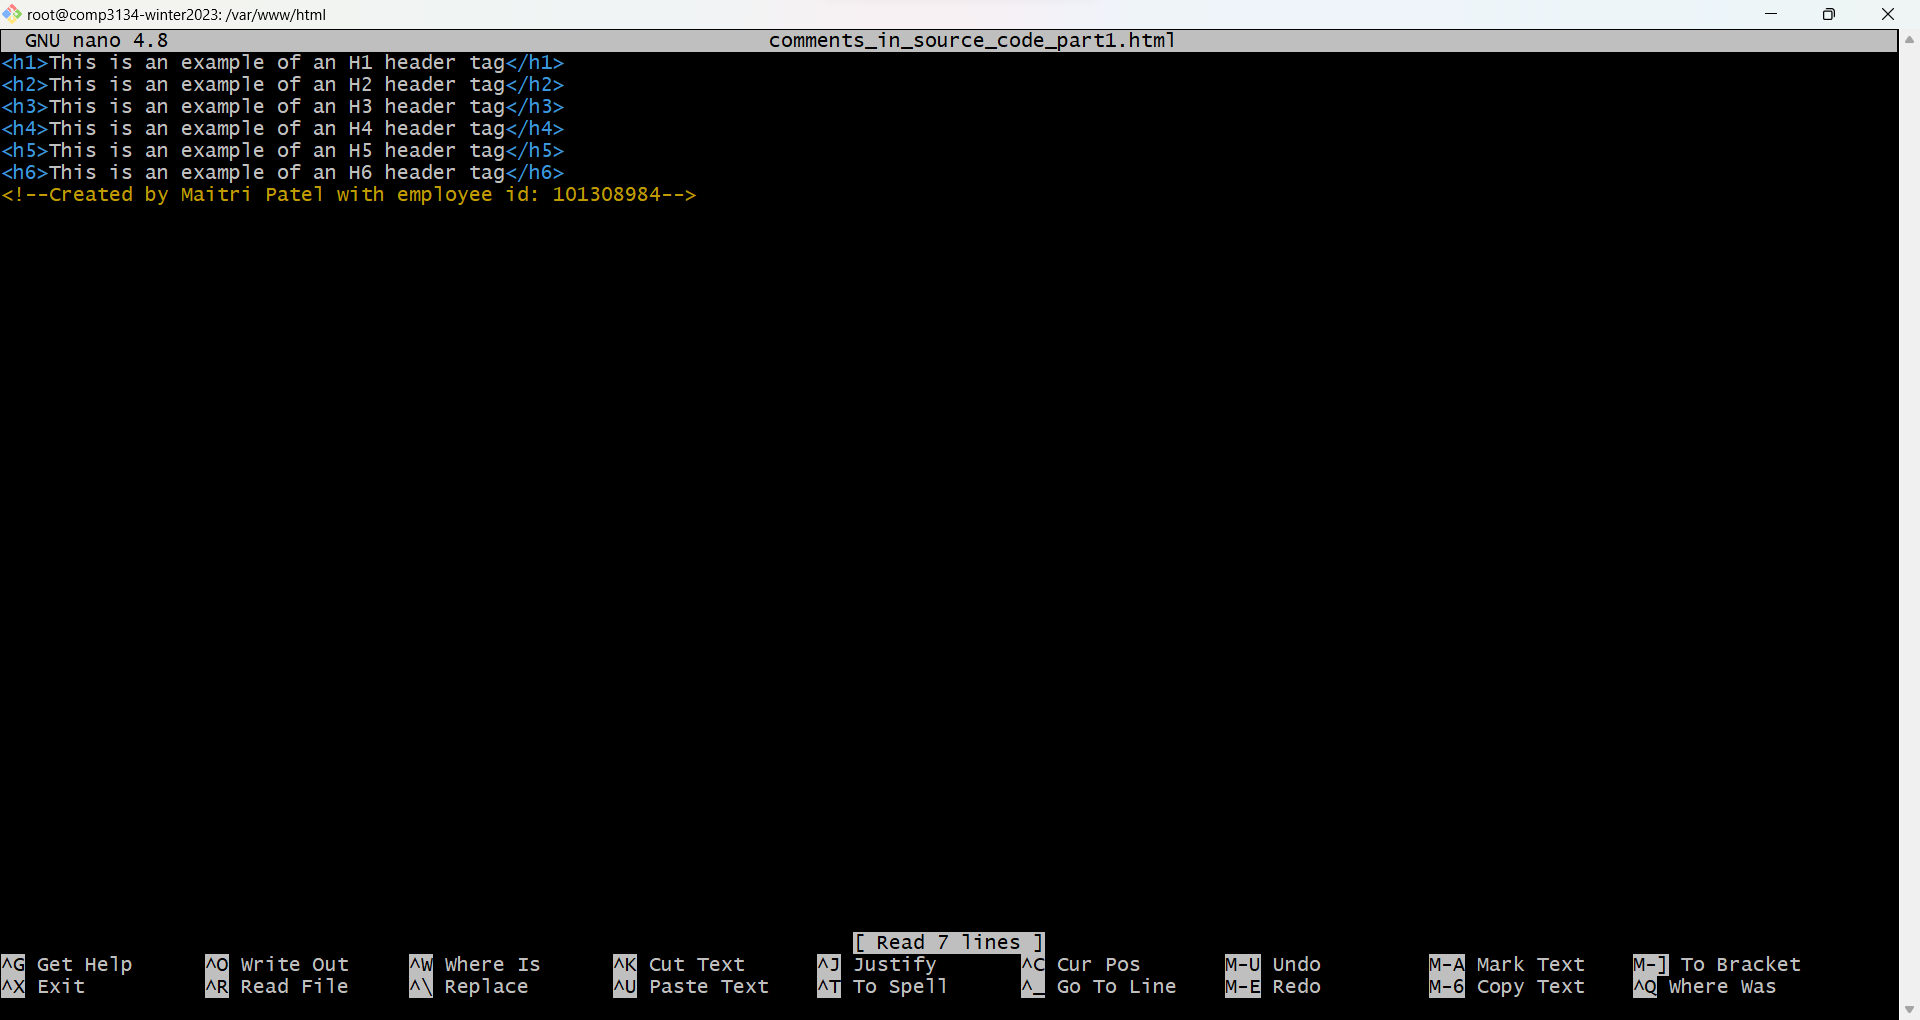 root@comp3134-winter2023: /var/www/html
GNU nano 4.8 comments_in_source_code_part1.html
<h1>This is an example of an H1 header tag</h1>
<h2>This is an example of an H2 header tag</h2>
<h3>This is an example of an H3 header tag</h3>
<h4>This is an example of an H4 header tag</h4>
<h5>This is an example of an H5 header tag</h5>
<h6>This is an example of an H6 header tag</h6>
<!--Created by Maitri Patel with employee id: 101308984-->
[ Read 7 lines ]
^G Get Help ^O Write Out ^W Where Is ^K Cut Text ^J Justify ^C Cur Pos M-U Undo M-A Mark Text M-] To Bracket
^X Exit ^R Read File ^\ Replace ^U Paste Text ^T To Spell ^_ Go To Line M-E Redo M-6 Copy Text ^Q Where Was